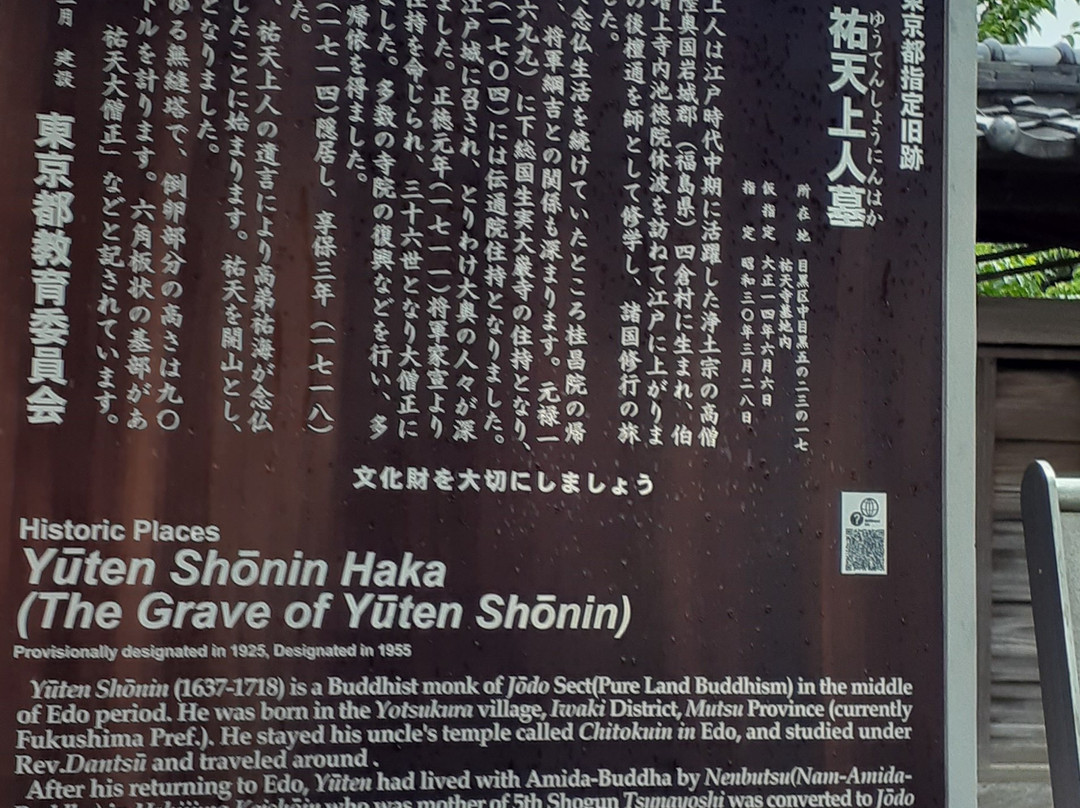 東京都指定旧跡
ゆうてんしょうにんはか
祐天上人墓
所在地 目黒区中目黒五の二三の一七
祐天寺墓地内
仮指定 大正一四年六月六日
指定 昭和三〇年三月二八日
上人は江戸時代中期に活躍した浄土宗の高僧
陸奥国岩城郡（福島県）四倉村に生まれ、伯
増上寺内池徳院休波を訪ねて江戸に上がりま
の後檀通を師として修学し、諸国修行の旅
した。
念仏生活を続けていたところ桂昌院の帰
、将軍綱吉との関係も深まります。元禄一
六九九）に下総国生実大巌寺の住持となり、
（一七〇四）には伝通院住持となりました。
江戸城に召され、とりわけ大奥の人々が深
ました。正徳元年（一七一一）将軍家宣より
住持を命じられ、三十六世となり大僧正に
ました。多数の寺院の復興などを行い、多
帰依を得ました。
（一七一四）隠居し、享保三年（一七一八）
た。
祐天上人の遺言により高弟祐海が念仏
したことに始まります。祐天を開山とし、
となりました。
ゆる無縫塔で、倒卵部分の高さは九〇
トルを計ります。六角板状の基部があ
祐天大僧正」などと記されています。
月 建設
東京都教育委員会
文化財を大切にしましょう
Historic Places
Yūten Shōnin Haka
(The Grave of Yūten Shōnin)
Provisionally designated in 1925, Designated in 1955
Yūten Shōnin (1637-1718) is a Buddhist monk of Jōdo Sect(Pure Land Buddhism) in the middle
of Edo period. He was born in the Yotsukura village, Iwaki District, Mutsu Province (currently
Fukushima Pref.). He stayed his uncle's temple called Chitokuin in Edo, and studied under
Rev.Dantsū and traveled around .
After his returning to Edo, Yūten had lived with Amida-Buddha by Nenbutsu(Nam-Amida-
who was mother of 5th Shogun Tsunayoshi was converted to Jōdo